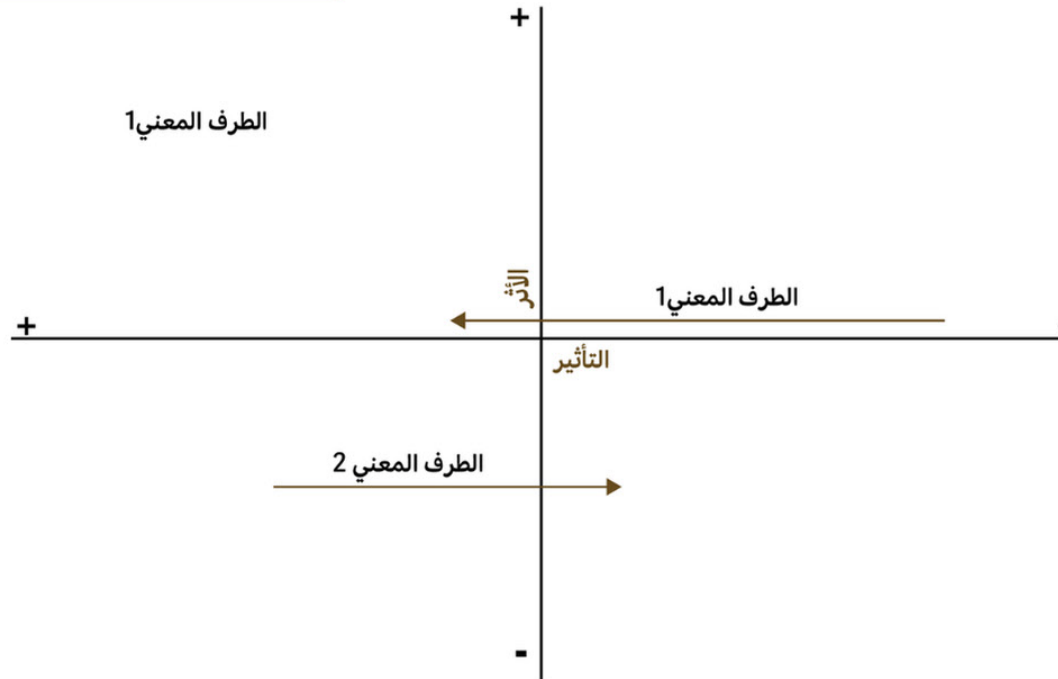 +
الطرف المعني1
الأثر
الطرف المعني1
+
التأثير
الطرف المعني 2
-